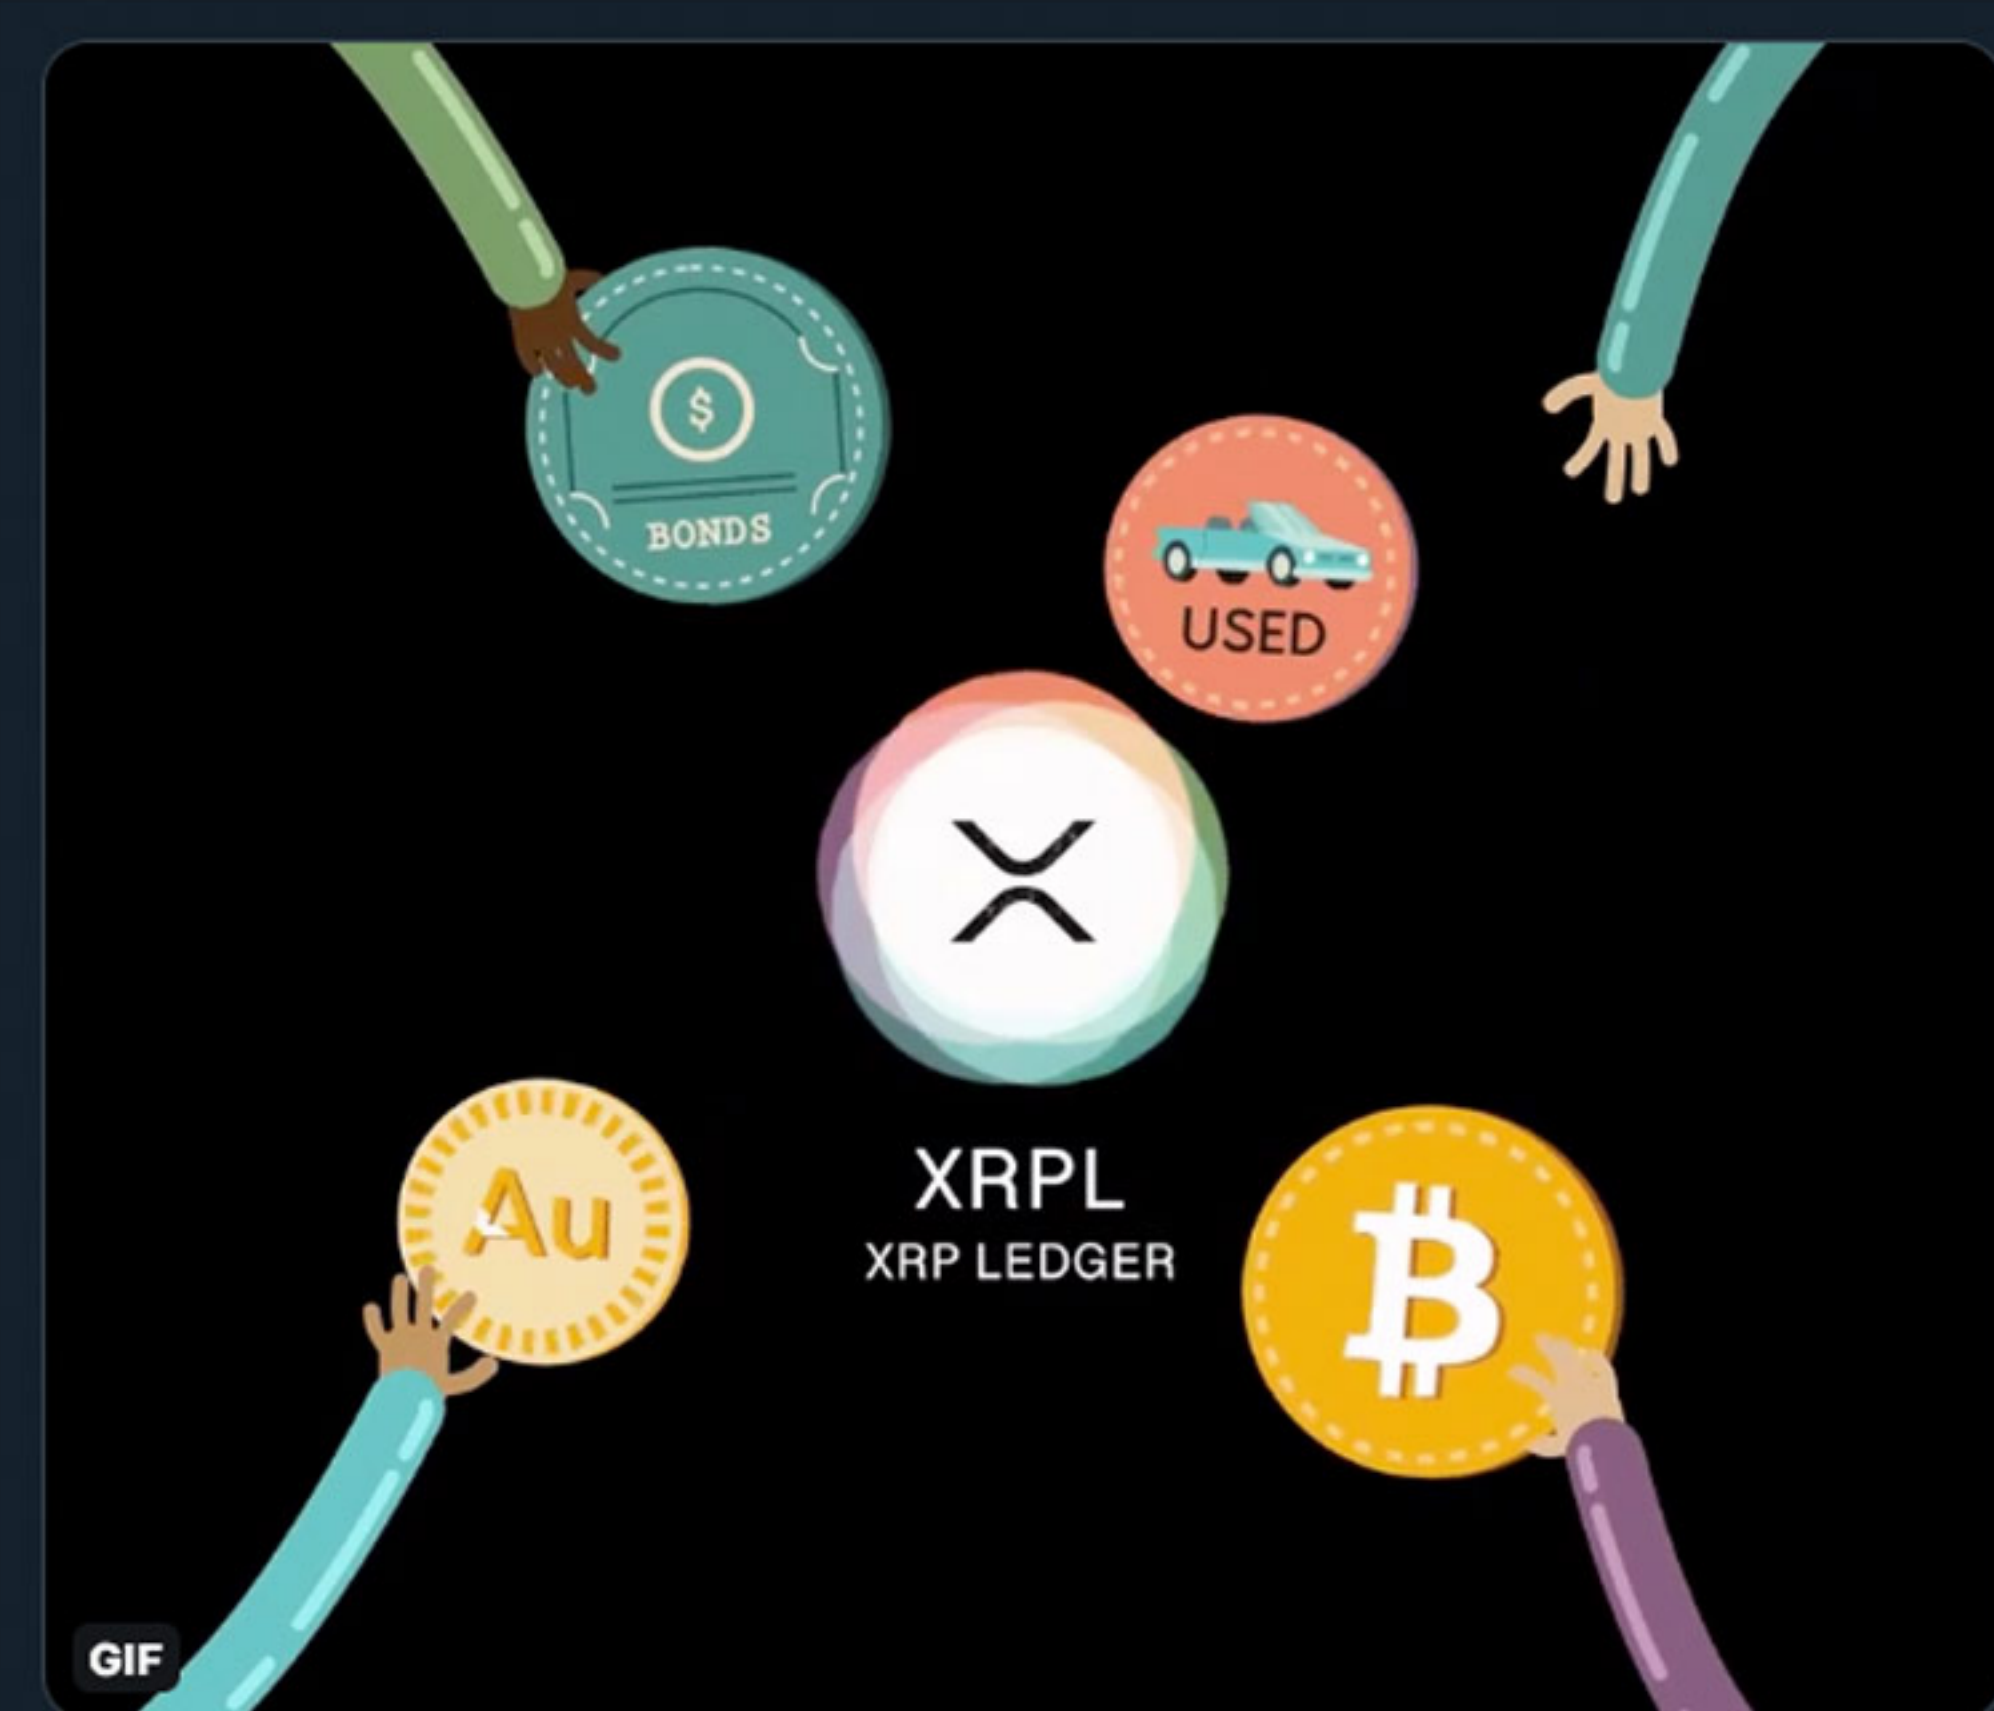 $
BONDS
USED
XRPL
XRP LEDGER
Au
₿
GIF